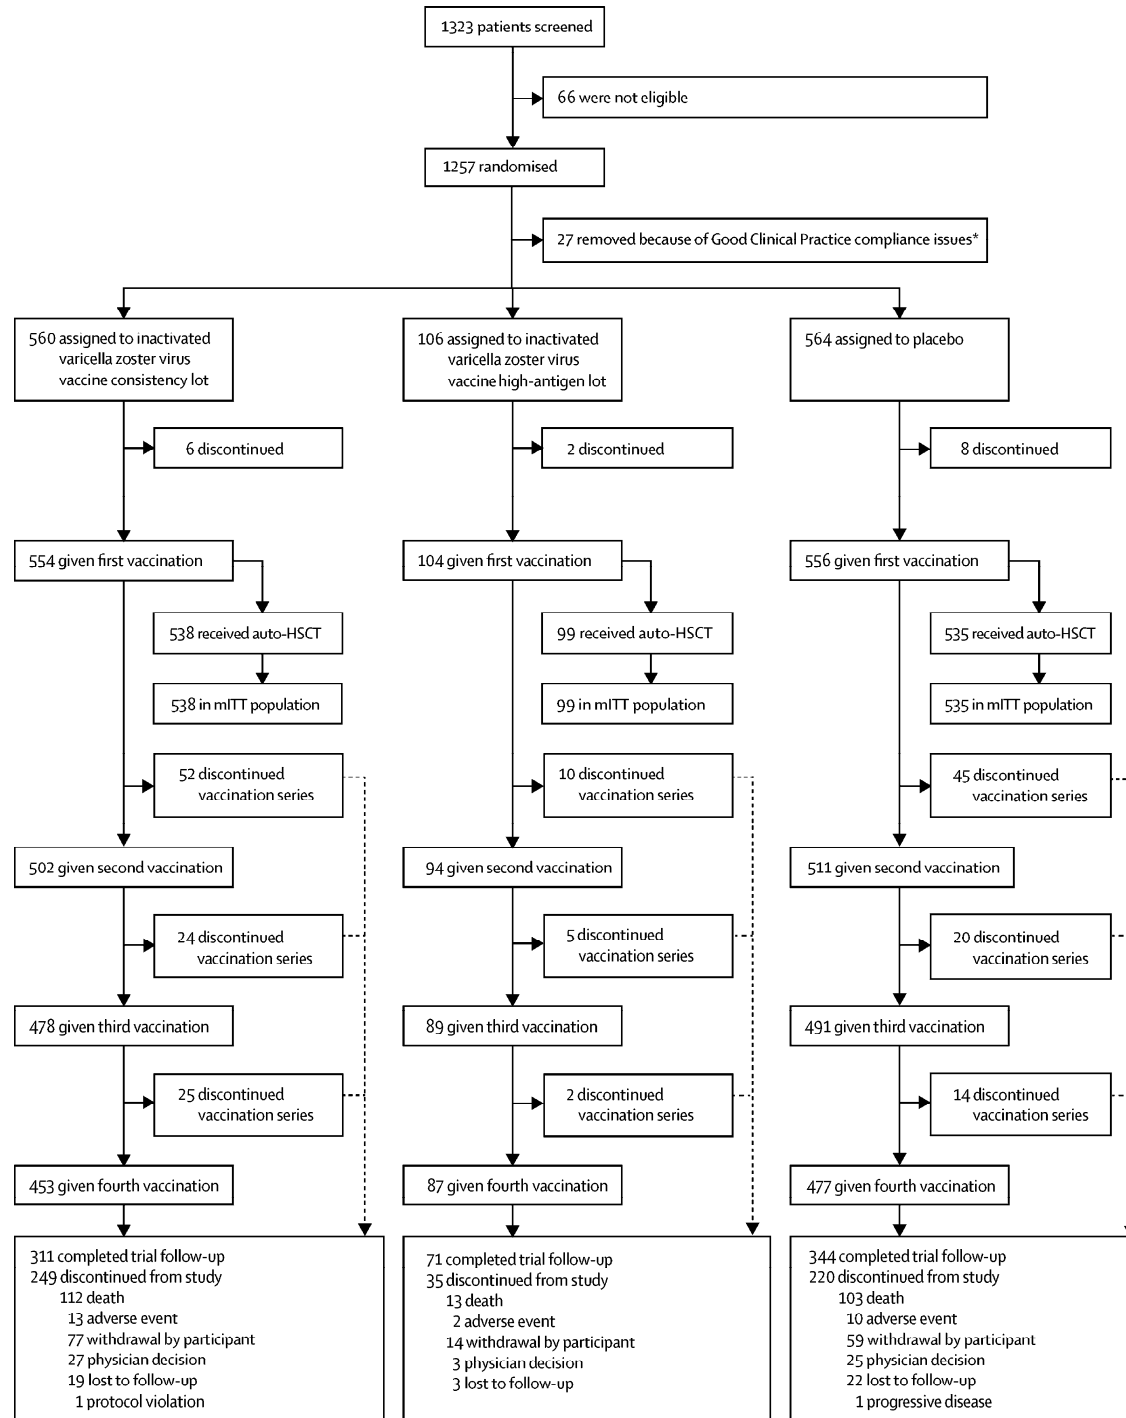 1323 patients screened
66 were not eligible
1257 randomised
27 removed because of Good Clinical Practice compliance issues*
560 assigned to inactivated
varicella zoster virus
vaccine consistency lot
106 assigned to inactivated
varicella zoster virus
vaccine high-antigen lot
564 assigned to placebo
6 discontinued
2 discontinued
8 discontinued
554 given first vaccination
104 given first vaccination
556 given first vaccination
538 received auto-HSCT
99 received auto-HSCT
535 received auto-HSCT
538 in mITT population
99 in mITT population
535 in mITT population
52 discontinued
vaccination series
10 discontinued
vaccination series
45 discontinued
vaccination series
502 given second vaccination
94 given second vaccination
511 given second vaccination
24 discontinued
vaccination series
5 discontinued
vaccination series
20 discontinued
vaccination series
478 given third vaccination
89 given third vaccination
491 given third vaccination
25 discontinued
vaccination series
2 discontinued
vaccination series
14 discontinued
vaccination series
453 given fourth vaccination
87 given fourth vaccination
477 given fourth vaccination
311 completed trial follow-up
249 discontinued from study
112 death
13 adverse event
77 withdrawal by participant
27 physician decision
19 lost to follow-up
1 protocol violation
71 completed trial follow-up
35 discontinued from study
13 death
2 adverse event
14 withdrawal by participant
3 physician decision
3 lost to follow-up
344 completed trial follow-up
220 discontinued from study
103 death
10 adverse event
59 withdrawal by participant
25 physician decision
22 lost to follow-up
1 progressive disease